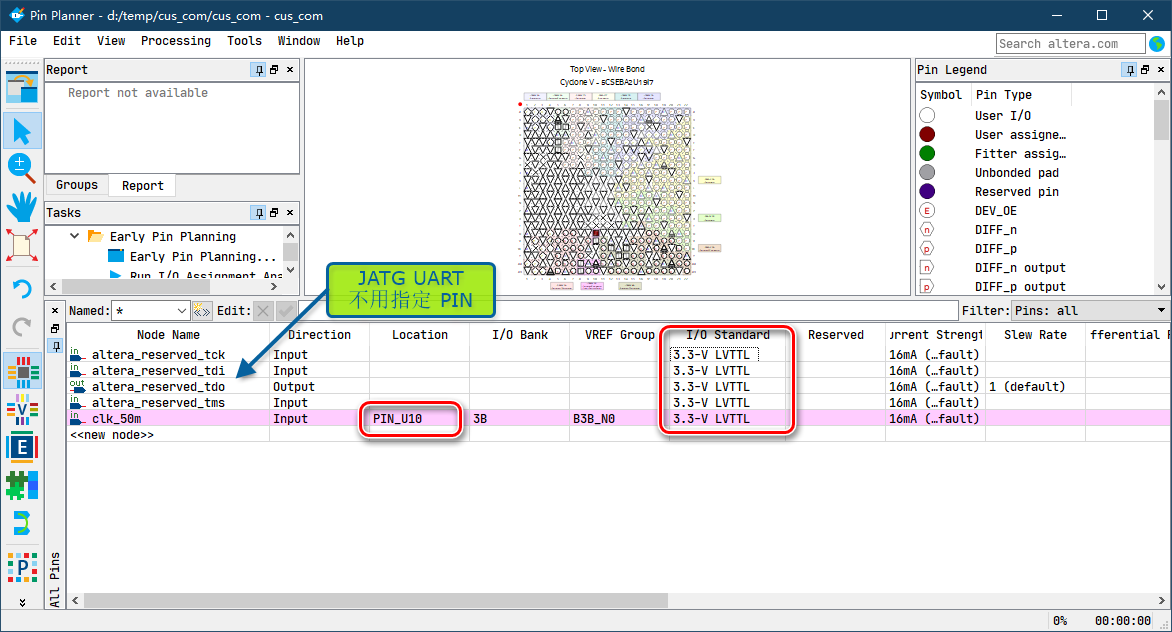 Pin Planner - d:/temp/cus_com/cus_com - cus_com
File Edit View Processing Tools Window Help
Search altera.com
Report
Report not available
Groups Report
Tasks
Early Pin Planning
Early Pin Planning...
Run I/O Assignment Ana
Top View - Wire Bond
Cyclone V - 5CSEBA2U19I7
Pin Legend
Symbol Pin Type
User I/O
User assigne…
Fitter assig…
Unbonded pad
Reserved pin
E DEV_OE
n DIFF_n
p DIFF_p
n DIFF_n output
p DIFF_p output
JATG UART
不用指定 PIN
Named: * Edit: Filter: Pins: all
Node Name Direction Location I/O Bank VREF Group I/O Standard Reserved urrent Strengt Slew Rate fferential F
in altera_reserved_tck Input 3.3-V LVTTL 16mA (…fault)
in altera_reserved_tdi Input 3.3-V LVTTL 16mA (…fault)
out altera_reserved_tdo Output 3.3-V LVTTL 16mA (…fault) 1 (default)
in altera_reserved_tms Input 3.3-V LVTTL 16mA (…fault)
in clk_50m Input PIN_U10 3B B3B_N0 3.3-V LVTTL 16mA (…fault)
<<new node>>
All Pins
0% 00:00:00